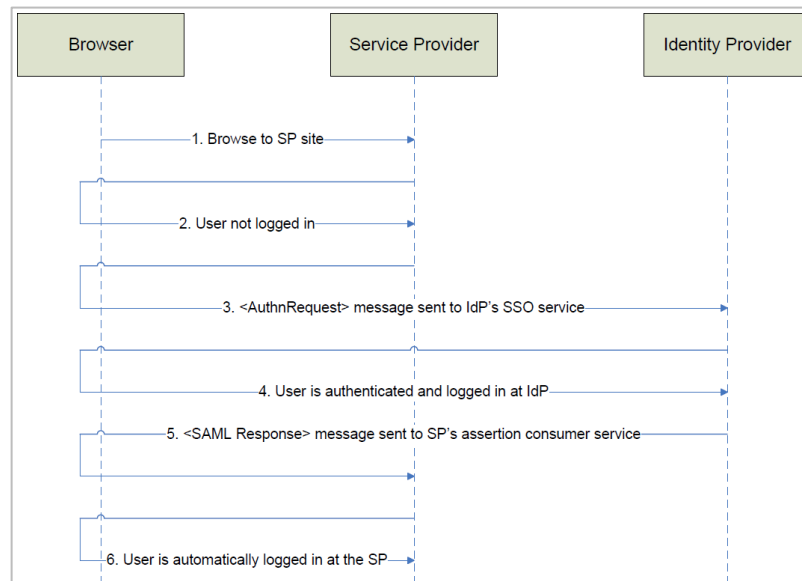 Browser
Service Provider
Identity Provider
1. Browse to SP site
2. User not logged in
3. <AuthnRequest> message sent to IdP's SSO service
4. User is authenticated and logged in at IdP
5. <SAML Response> message sent to SP's assertion consumer service
6. User is automatically logged in at the SP